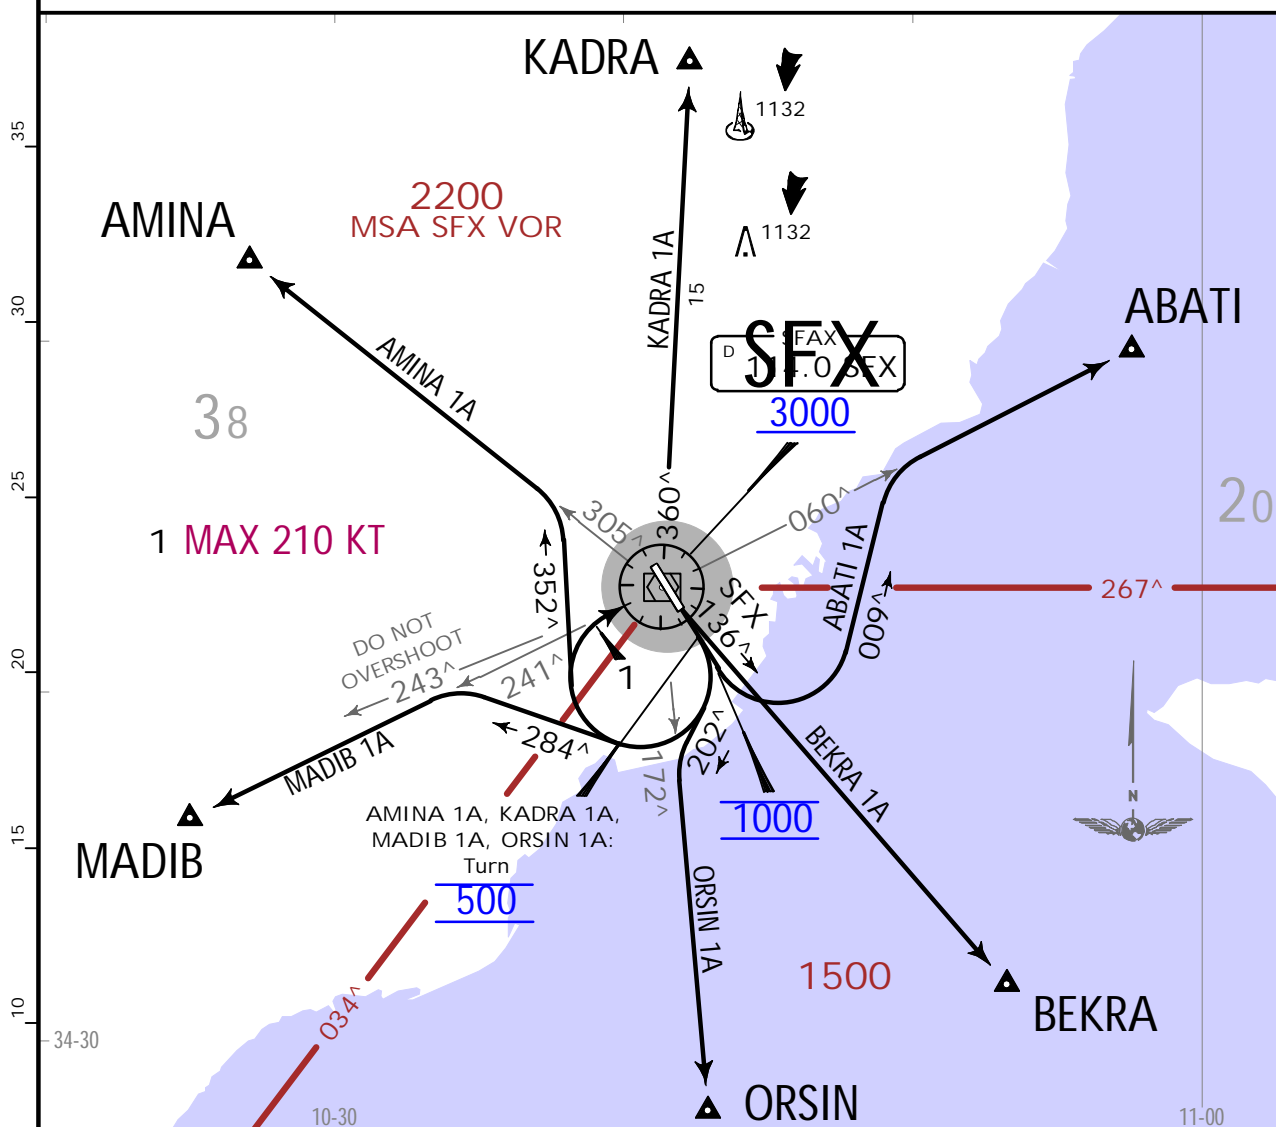 KADRA
1132
35
2200
MSA SFX VOR
AMINA
1132
KADRA 1A
15
30
ABATI
SFAX
SFX
D 114.0 SFX
AMINA 1A
3000
38
25
305^
360^
060^
20
1 MAX 210 KT
352^
SFX
136^
ABATI 1A
009^
267^
DO NOT
OVERSHOOT
243^
241^
1
20
284^
202^
172^
MADIB 1A
BEKRA 1A
N
AMINA 1A, KADRA 1A,
MADIB 1A, ORSIN 1A:
Turn
500
1000
15
MADIB
ORSIN 1A
1500
034^
10
BEKRA
34-30
ORSIN
10-30
11-00